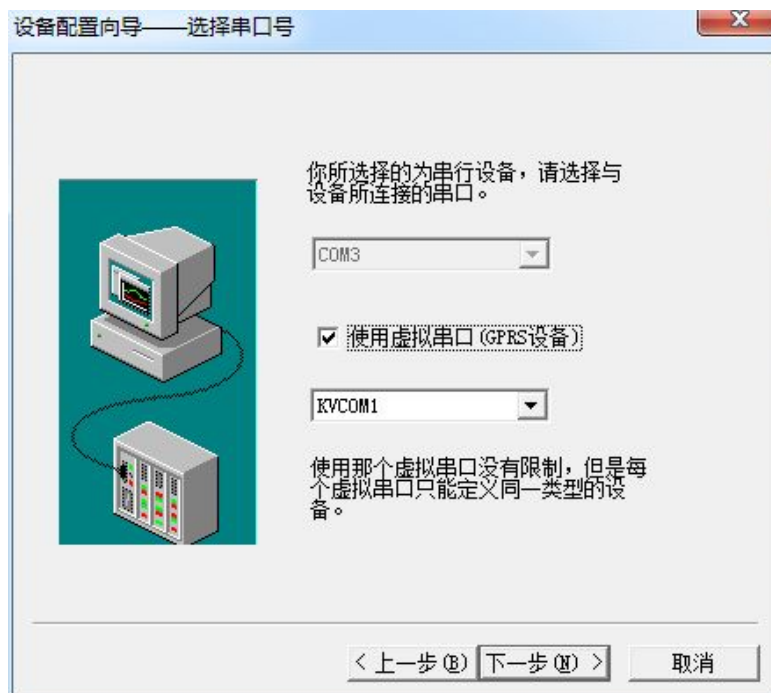 设备配置向导——选择串口号
你所选择的为串行设备，请选择与
设备所连接的串口。
COM3
使用虚拟串口(GPRS设备)
KVCOM1
使用那个虚拟串口没有限制，但是每
个虚拟串口只能定义同一类型的设
备。
< 上一步(B) 下一步(N) > 取消